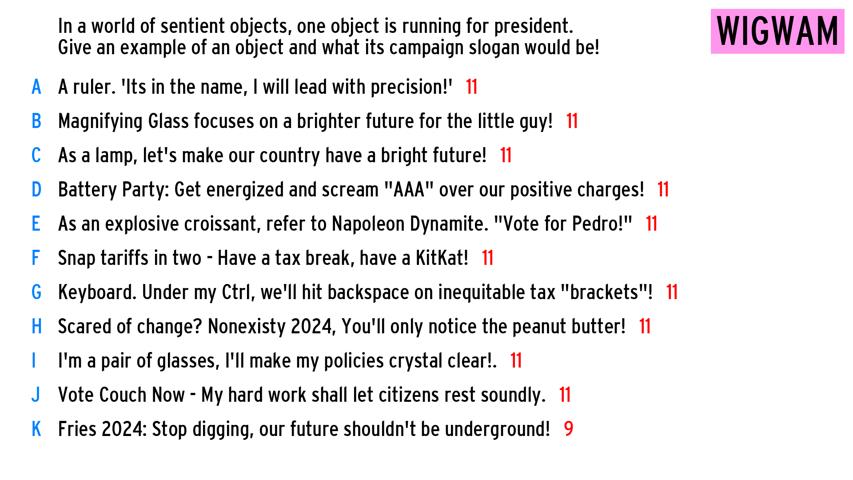 In a world of sentient objects, one object is running for president.
Give an example of an object and what its campaign slogan would be!
WIGWAM
A A ruler. 'Its in the name, I will lead with precision!' 11
B Magnifying Glass focuses on a brighter future for the little guy! 11
C As a lamp, let's make our country have a bright future! 11
D Battery Party: Get energized and scream "AAA" over our positive charges! 11
E As an explosive croissant, refer to Napoleon Dynamite. "Vote for Pedro!" 11
F Snap tariffs in two - Have a tax break, have a KitKat! 11
G Keyboard. Under my Ctrl, we'll hit backspace on inequitable tax "brackets"! 11
H Scared of change? Nonexisty 2024, You'll only notice the peanut butter! 11
I I'm a pair of glasses, I'll make my policies crystal clear!. 11
J Vote Couch Now - My hard work shall let citizens rest soundly. 11
K Fries 2024: Stop digging, our future shouldn't be underground! 9